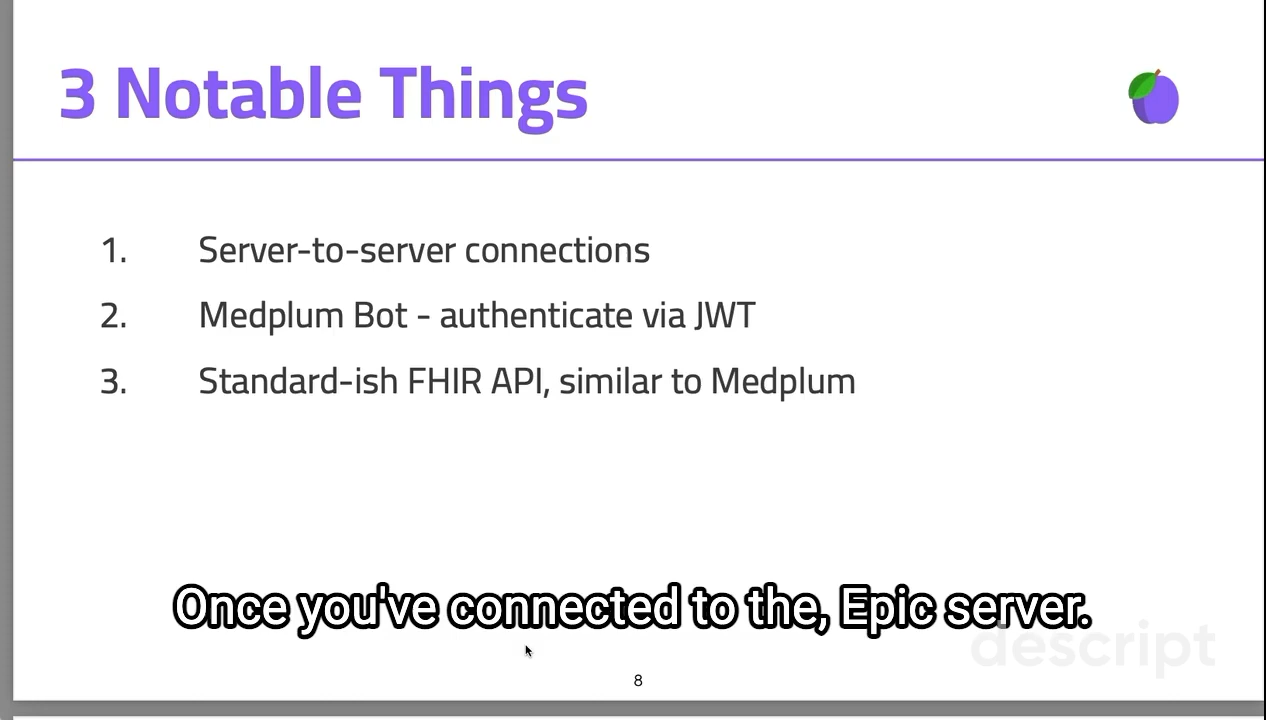 3 Notable Things
1. Server-to-server connections
2. Medplum Bot - authenticate via JWT
3. Standard-ish FHIR API, similar to Medplum
Once you've connected to the, Epic server.
descript
8